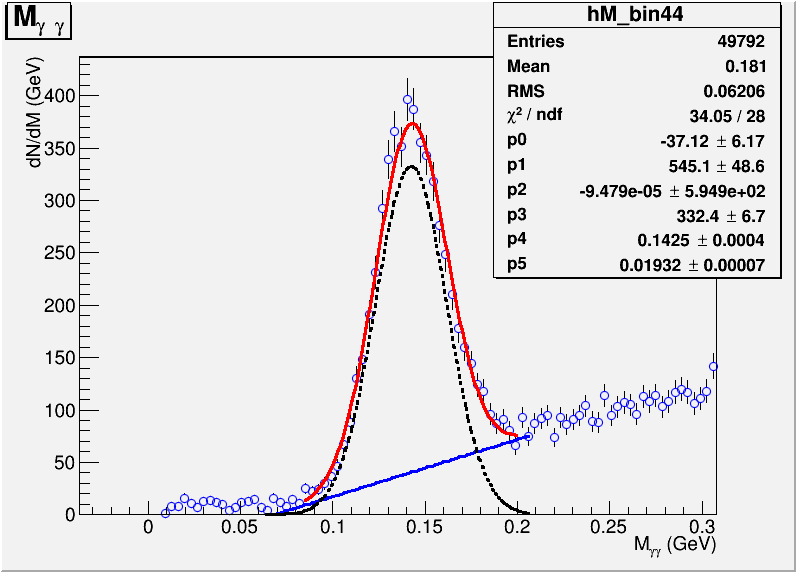 M_γ γ
hM_bin44
Entries 49792
Mean 0.181
RMS 0.06206
χ² / ndf 34.05 / 28
p0 -37.12 ± 6.17
p1 545.1 ± 48.6
p2 -9.479e-05 ± 5.949e+02
p3 332.4 ± 6.7
p4 0.1425 ± 0.0004
p5 0.01932 ± 0.00007
dN/dM (GeV)
400
350
300
250
200
150
100
50
0
0 0.05 0.1 0.15 0.2 0.25 0.3
M_γγ (GeV)